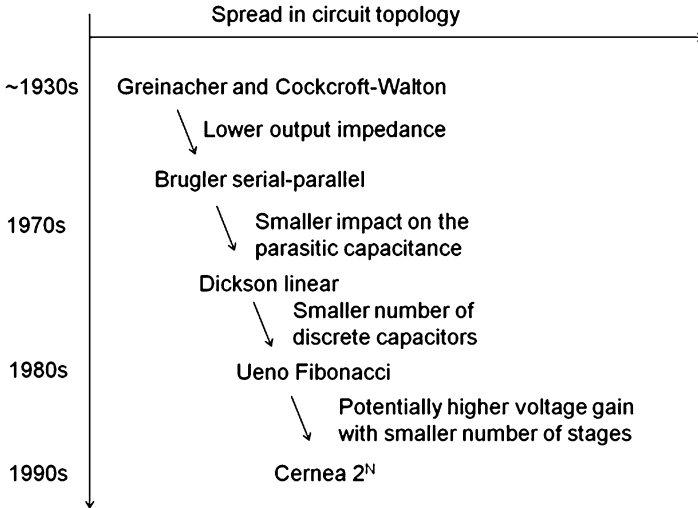 Spread in circuit topology
~1930s
Greinacher and Cockcroft-Walton
Lower output impedance
Brugler serial-parallel
1970s
Smaller impact on the
parasitic capacitance
Dickson linear
Smaller number of
discrete capacitors
1980s
Ueno Fibonacci
Potentially higher voltage gain
with smaller number of stages
1990s
Cernea 2ᴺ